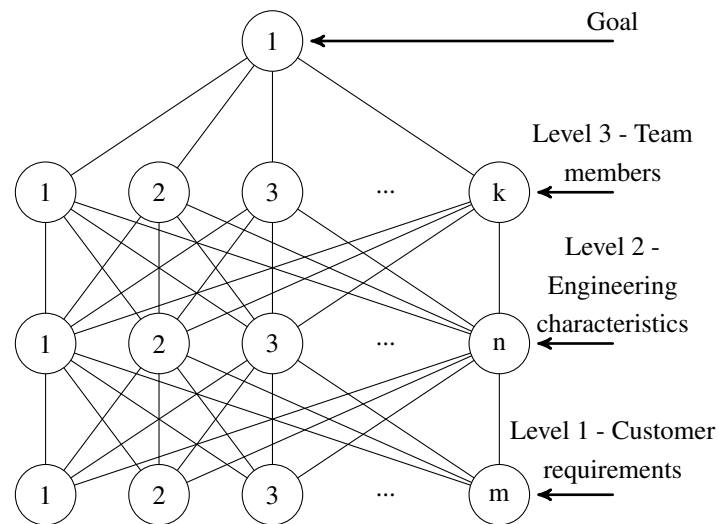 Goal
1
Level 3 - Team
members
1 2 3 ... k
Level 2 -
Engineering
characteristics
1 2 3 ... n
Level 1 - Customer
requirements
1 2 3 ... m